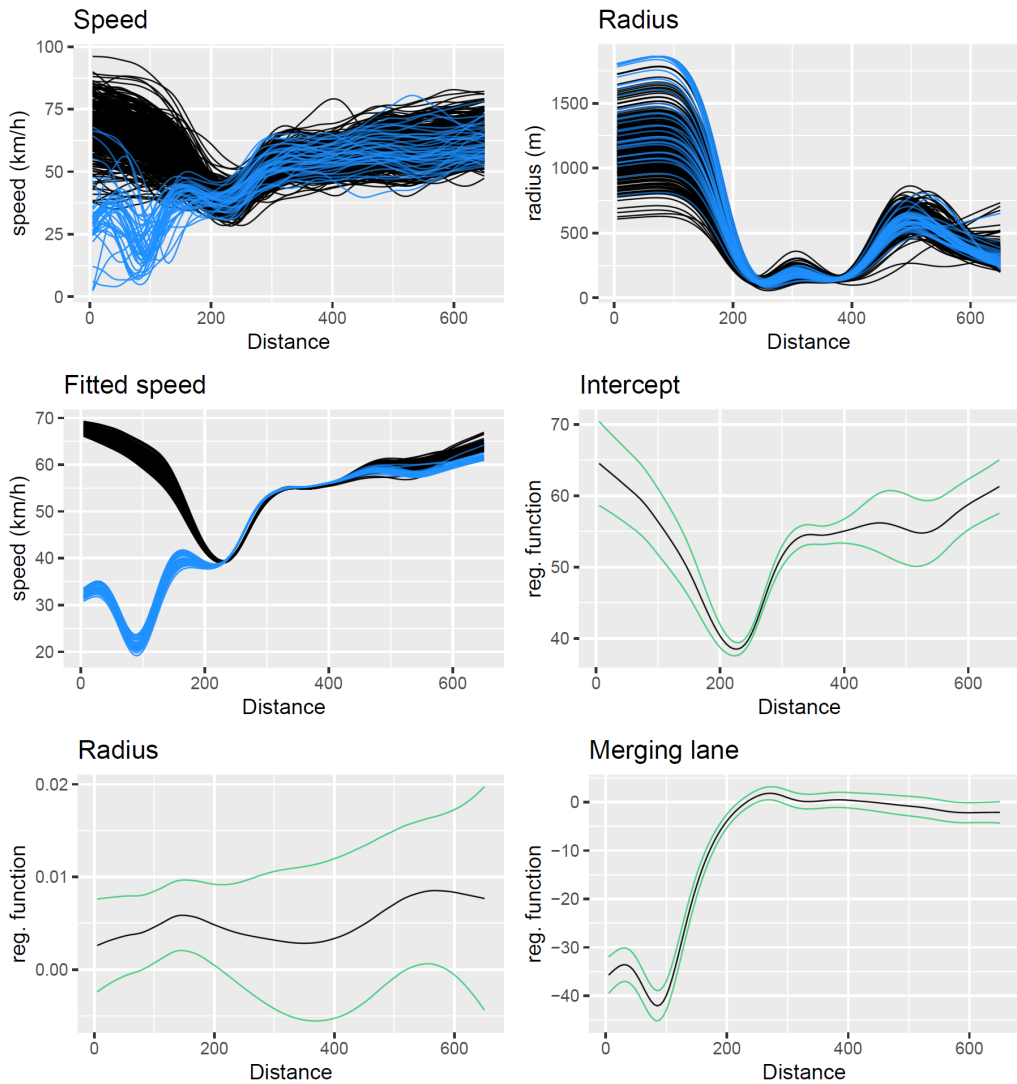 Speed
100
75
50
25
0
speed (km/h)
0 200 400 600
Distance
Radius
1500
1000
500
0
radius (m)
0 200 400 600
Distance
Fitted speed
70
60
50
40
30
20
speed (km/h)
0 200 400 600
Distance
Intercept
70
60
50
40
reg. function
0 200 400 600
Distance
Radius
0.02
0.01
0.00
reg. function
0 200 400 600
Distance
Merging lane
0
−10
−20
−30
−40
reg. function
0 200 400 600
Distance